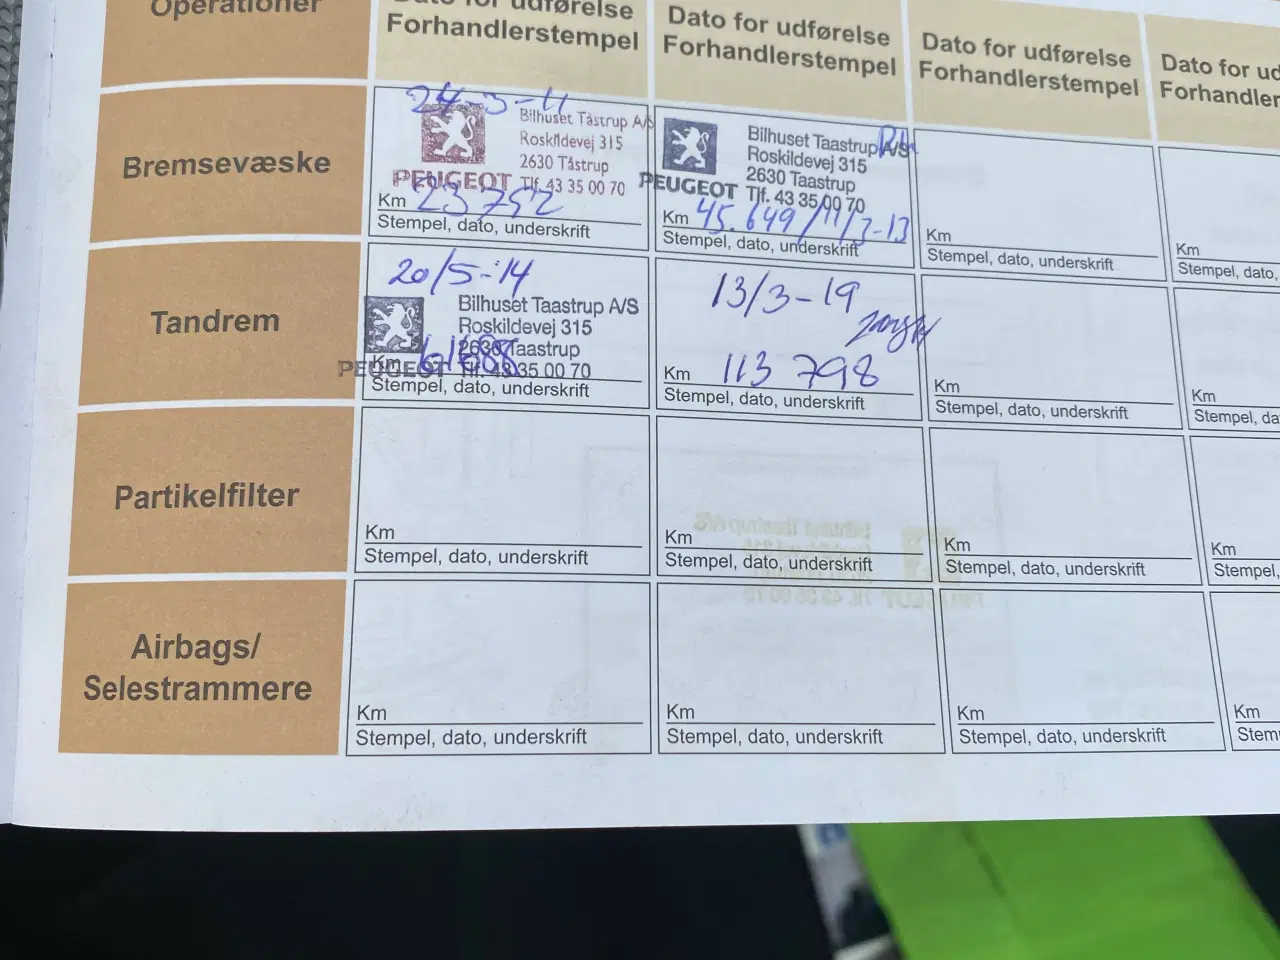 Operationer
Dato for udførelse
Forhandlerstempel
Dato for udførelse
Forhandlerstempel
Dato for udførelse
Forhandlerstempel
Dato for ud
Forhandler
Bremsevæske
24-3-11
Bilhuset Tåstrup A/S
Roskildevej 315
2630 Tåstrup
PEUGEOT Tlf. 43 35 00 70
Km 23 752
Stempel, dato, underskrift
Bilhuset Taastrup A/S
Roskildevej 315
2630 Taastrup
PEUGEOT Tlf. 43 35 00 70
Km 45.649/11/3-13
Stempel, dato, underskrift
Km
Stempel, dato, underskrift
Km
Stempel, dato,
Tandrem
20/5-14
Bilhuset Taastrup A/S
Roskildevej 315
2630 Taastrup
PEUGEOT Tlf. 43 35 00 70
Km
Stempel, dato, underskrift
13/3-19
Km 113 798
Stempel, dato, underskrift
Km
Stempel, dato, underskrift
Km
Stempel, da
Partikelfilter
Km
Stempel, dato, underskrift
Km
Stempel, dato, underskrift
Km
Stempel, dato, underskrift
Km
Stempel,
Airbags/
Selestrammere
Km
Stempel, dato, underskrift
Km
Stempel, dato, underskrift
Km
Stempel, dato, underskrift
Km
Stem